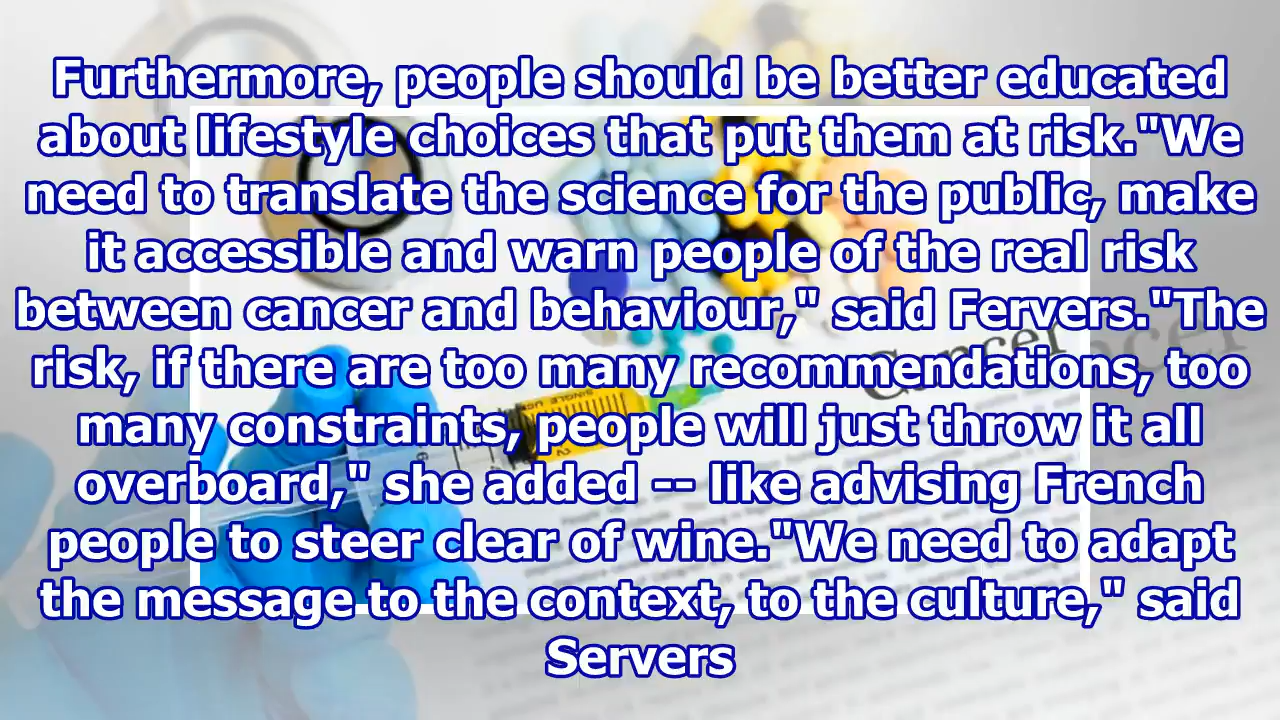 Furthermore, people should be better educated
about lifestyle choices that put them at risk."We
need to translate the science for the public, make
it accessible and warn people of the real risk
between cancer and behaviour," said Fervers."The
risk, if there are too many recommendations, too
many constraints, people will just throw it all
overboard," she added -- like advising French
people to steer clear of wine."We need to adapt
the message to the context, to the culture," said
Servers
Cancer
SINGLE